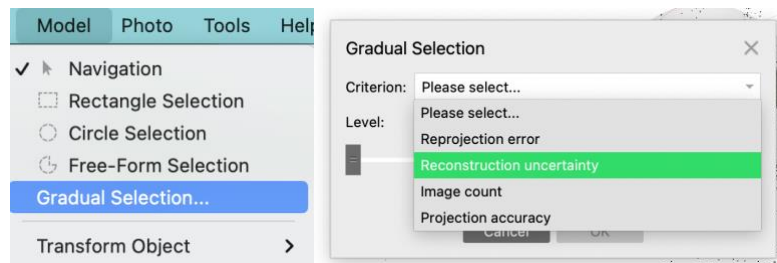 Model Photo Tools Help
Navigation
Rectangle Selection
Circle Selection
Free-Form Selection
Gradual Selection...
Transform Object
Gradual Selection
Criterion: Please select...
Please select...
Level:
Reprojection error
Reconstruction uncertainty
Image count
Projection accuracy
Cancel OK